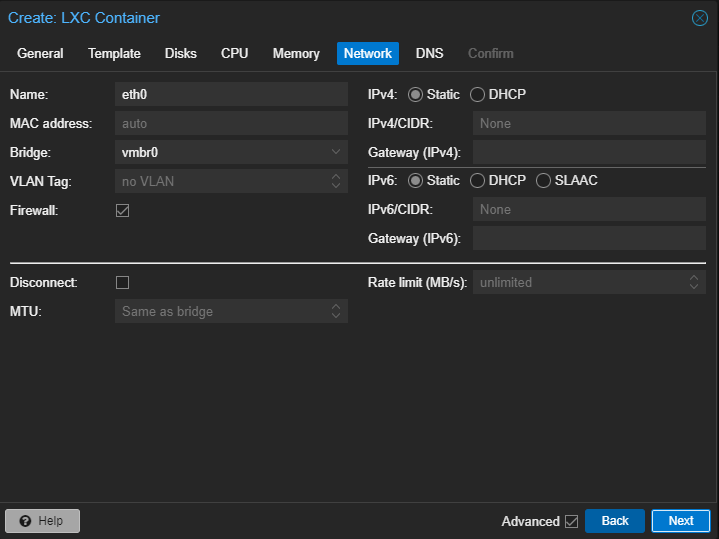 Create: LXC Container
General Template Disks CPU Memory Network DNS Confirm
Name: eth0 IPv4: Static DHCP
MAC address: auto IPv4/CIDR: None
Bridge: vmbr0 Gateway (IPv4):
VLAN Tag: no VLAN IPv6: Static DHCP SLAAC
Firewall: IPv6/CIDR: None
Gateway (IPv6):
Disconnect: Rate limit (MB/s): unlimited
MTU: Same as bridge
? Help Advanced Back Next